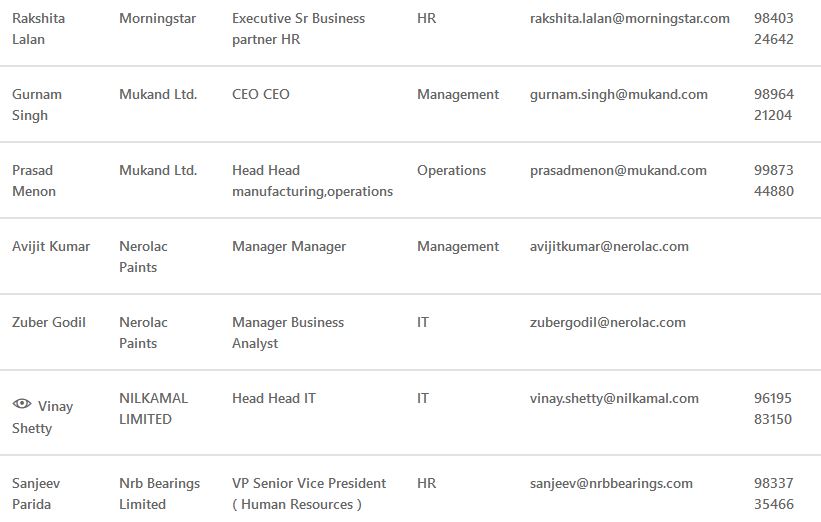 Rakshita Morningstar Executive Sr Business HR rakshita.lalan@morningstar.com 98403
Lalan partner HR 24642
Gurnam Mukand Ltd. CEO CEO Management gurnam.singh@mukand.com 98964
Singh 21204
Prasad Mukand Ltd. Head Head Operations prasadmenon@mukand.com 99873
Menon manufacturing,operations 44880
Avijit Kumar Nerolac Manager Manager Management avijitkumar@nerolac.com
Paints
Zuber Godil Nerolac Manager Business IT zubergodil@nerolac.com
Paints Analyst
Vinay NILKAMAL Head Head IT IT vinay.shetty@nilkamal.com 96195
Shetty LIMITED 83150
Sanjeev Nrb Bearings VP Senior Vice President HR sanjeev@nrbbearings.com 98337
Parida Limited ( Human Resources ) 35466